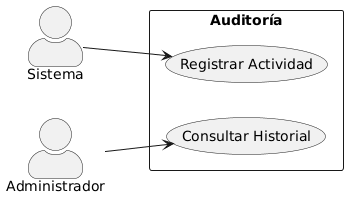 Auditoría
Sistema
Registrar Actividad
Administrador
Consultar Historial